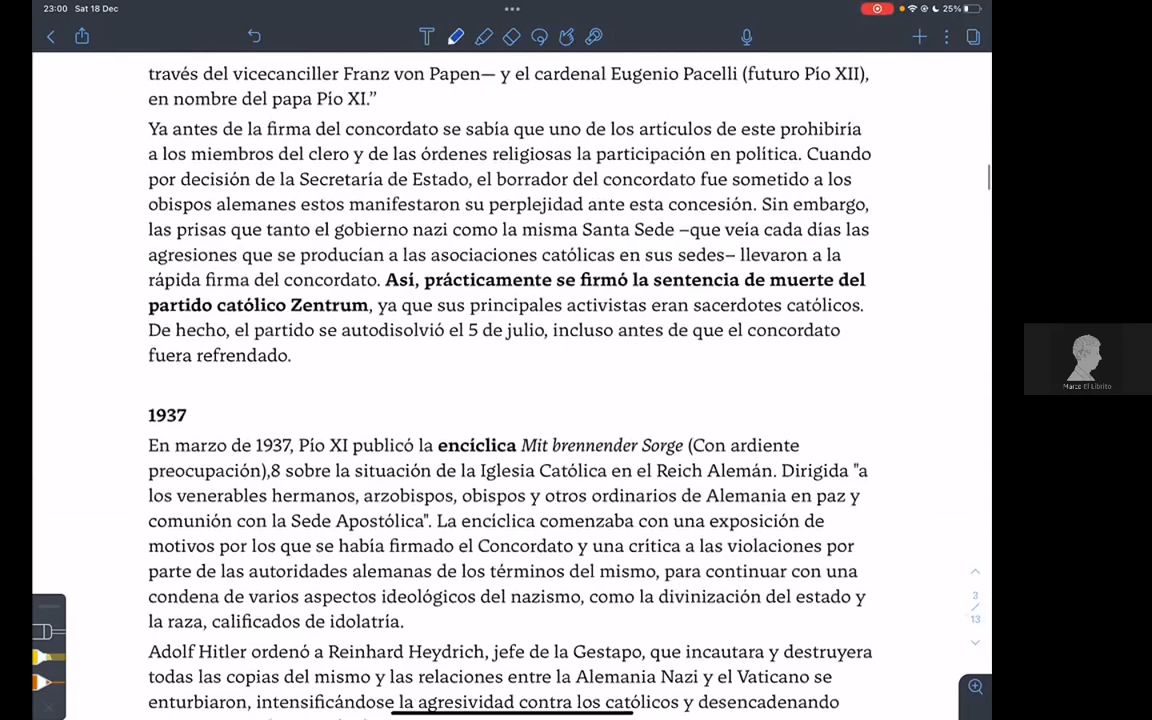 23:00 Sat 18 Dec
25%
través del vicecanciller Franz von Papen— y el cardenal Eugenio Pacelli (futuro Pío XII),
en nombre del papa Pío XI.”
Ya antes de la firma del concordato se sabía que uno de los artículos de este prohibiría
a los miembros del clero y de las órdenes religiosas la participación en política. Cuando
por decisión de la Secretaría de Estado, el borrador del concordato fue sometido a los
obispos alemanes estos manifestaron su perplejidad ante esta concesión. Sin embargo,
las prisas que tanto el gobierno nazi como la misma Santa Sede –que veía cada días las
agresiones que se producían a las asociaciones católicas en sus sedes– llevaron a la
rápida firma del concordato. Así, prácticamente se firmó la sentencia de muerte del
partido católico Zentrum, ya que sus principales activistas eran sacerdotes católicos.
De hecho, el partido se autodisolvió el 5 de julio, incluso antes de que el concordato
fuera refrendado.
1937
En marzo de 1937, Pío XI publicó la encíclica Mit brennender Sorge (Con ardiente
preocupación),8 sobre la situación de la Iglesia Católica en el Reich Alemán. Dirigida "a
los venerables hermanos, arzobispos, obispos y otros ordinarios de Alemania en paz y
comunión con la Sede Apostólica". La encíclica comenzaba con una exposición de
motivos por los que se había firmado el Concordato y una crítica a las violaciones por
parte de las autoridades alemanas de los términos del mismo, para continuar con una
condena de varios aspectos ideológicos del nazismo, como la divinización del estado y
la raza, calificados de idolatría.
Adolf Hitler ordenó a Reinhard Heydrich, jefe de la Gestapo, que incautara y destruyera
todas las copias del mismo y las relaciones entre la Alemania Nazi y el Vaticano se
enturbiaron, intensificándose la agresividad contra los católicos y desencadenando
3
/
13
Marco El Librito